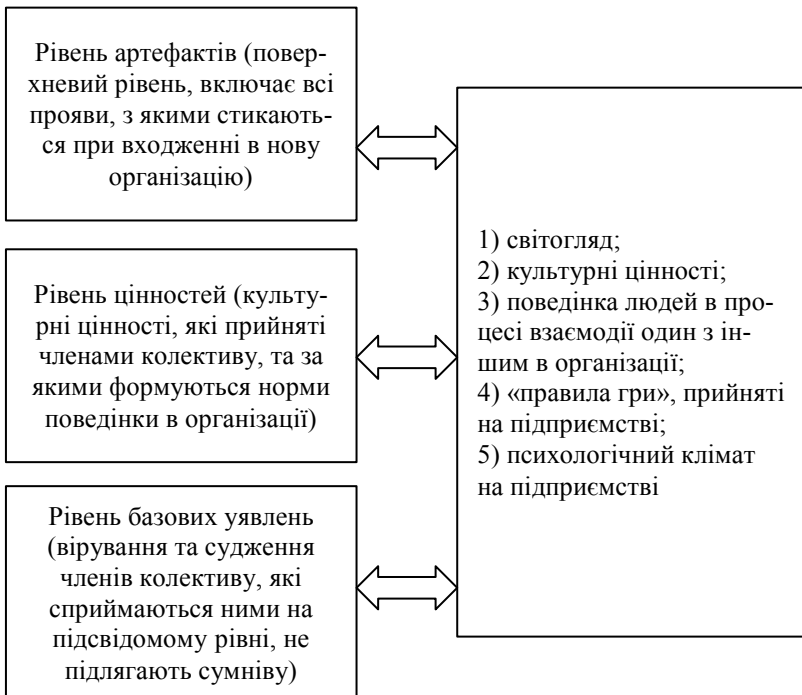 Рівень артефактів (повер-
хневий рівень, включає всі
прояви, з якими стикають-
ся при входженні в нову
організацію)
Рівень цінностей (культу-
рні цінності, які прийняті
членами колективу, та за
якими формуються норми
поведінки в організації)
Рівень базових уявлень
(вірування та судження
членів колективу, які
сприймаються ними на
підсвідомому рівні, не
підлягають сумніву)
1) світогляд;
2) культурні цінності;
3) поведінка людей в про-
цесі взаємодії один з ін-
шим в організації;
4) «правила гри», прийняті
на підприємстві;
5) психологічний клімат
на підприємстві